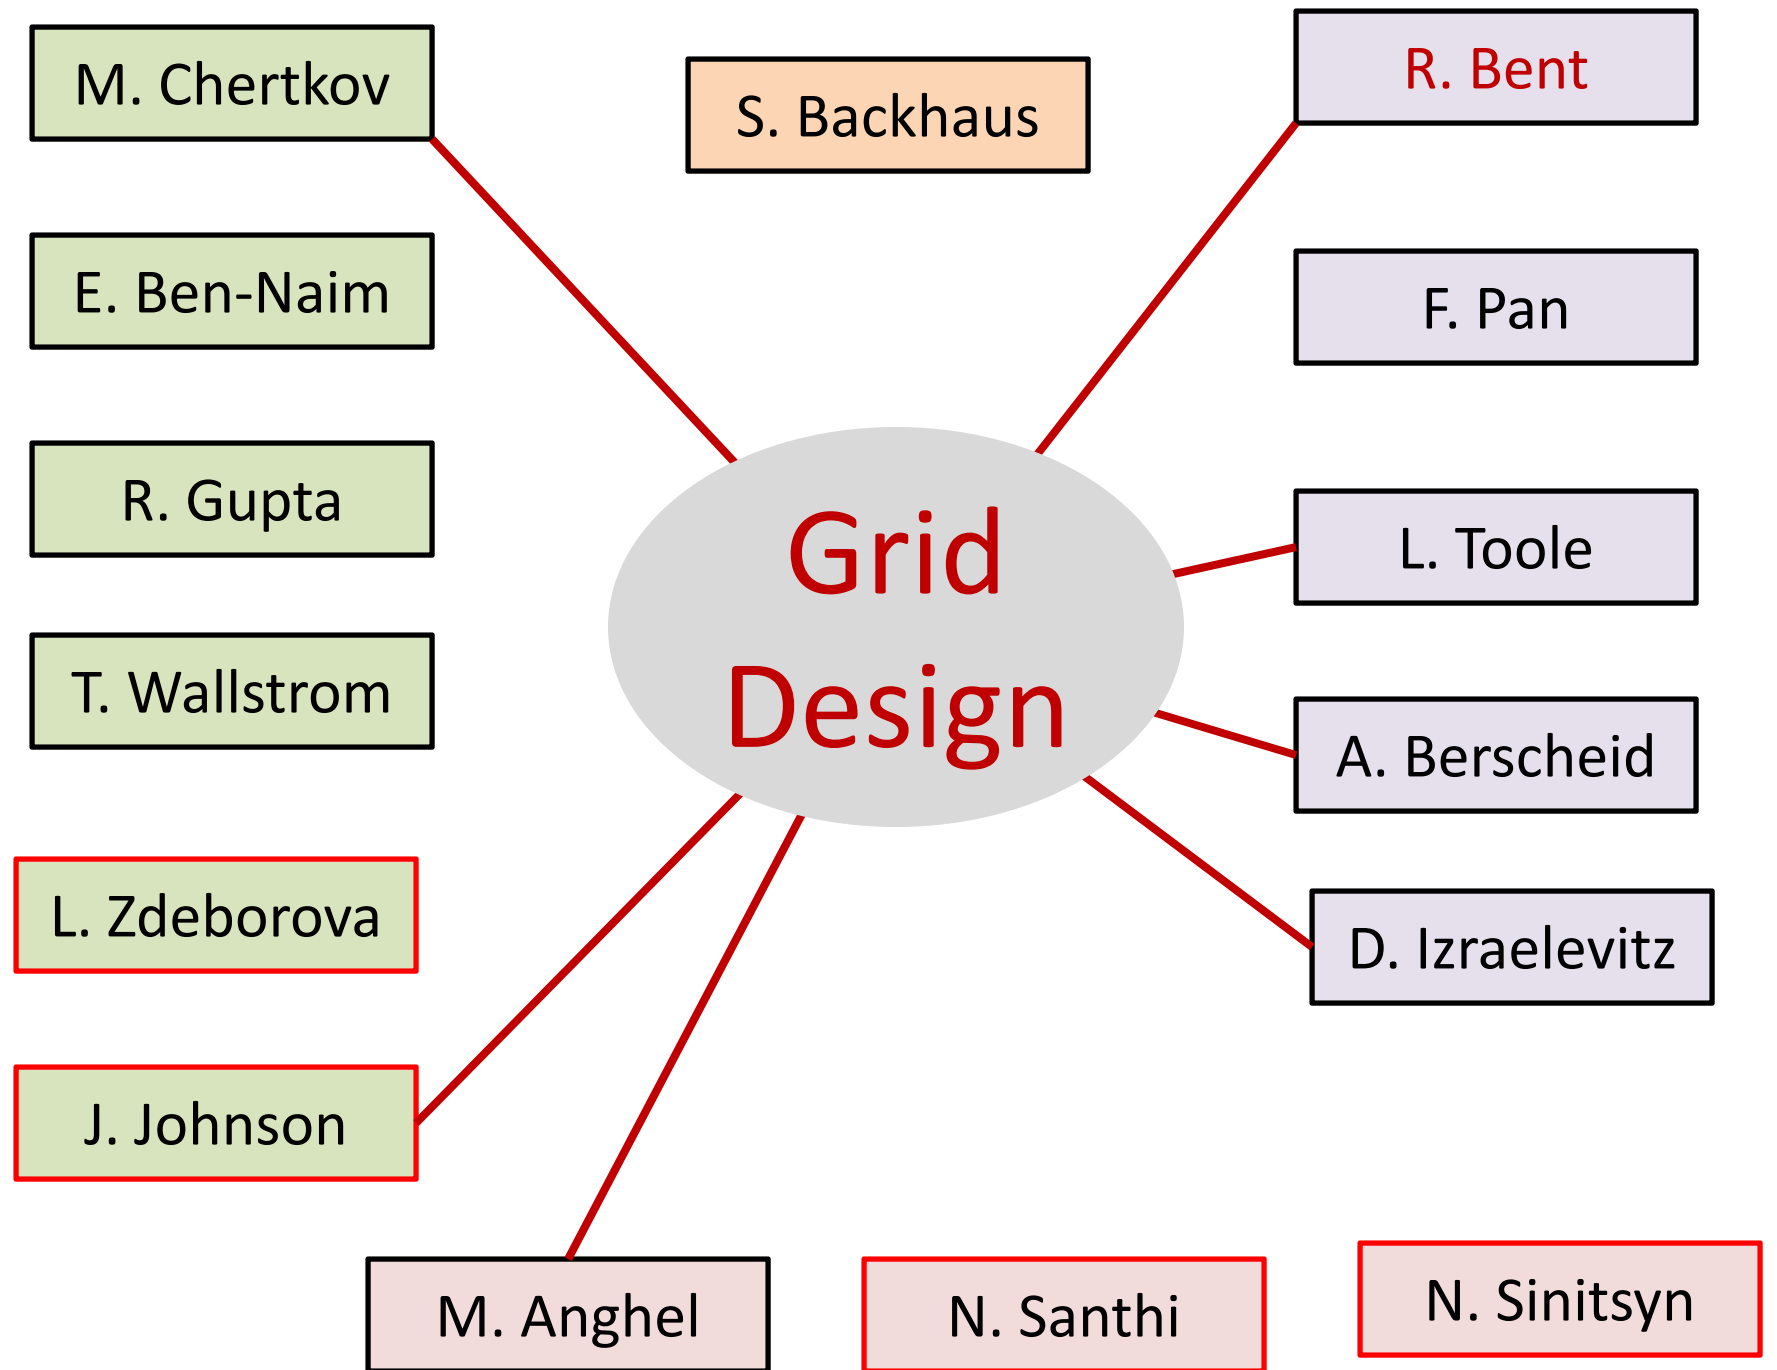 M. Chertkov
S. Backhaus
R. Bent
E. Ben-Naim
F. Pan
R. Gupta
L. Toole
Grid
Design
T. Wallstrom
A. Berscheid
L. Zdeborova
D. Izraelevitz
J. Johnson
M. Anghel
N. Santhi
N. Sinitsyn